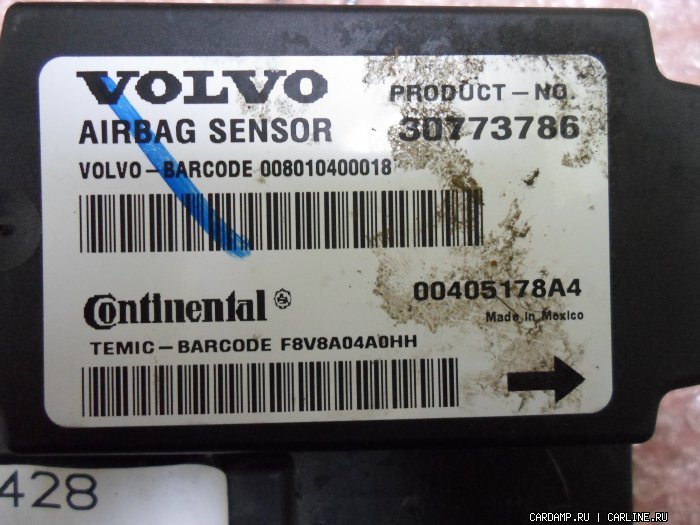 VOLVO
PRODUCT-NO.
AIRBAG SENSOR
30773786
VOLVO-BARCODE 008010400018
Continental®
00405178A4
Made in Mexico
TEMIC-BARCODE F8V8A04A0HH
428
CARDAMP.RU | CARLINE.RU